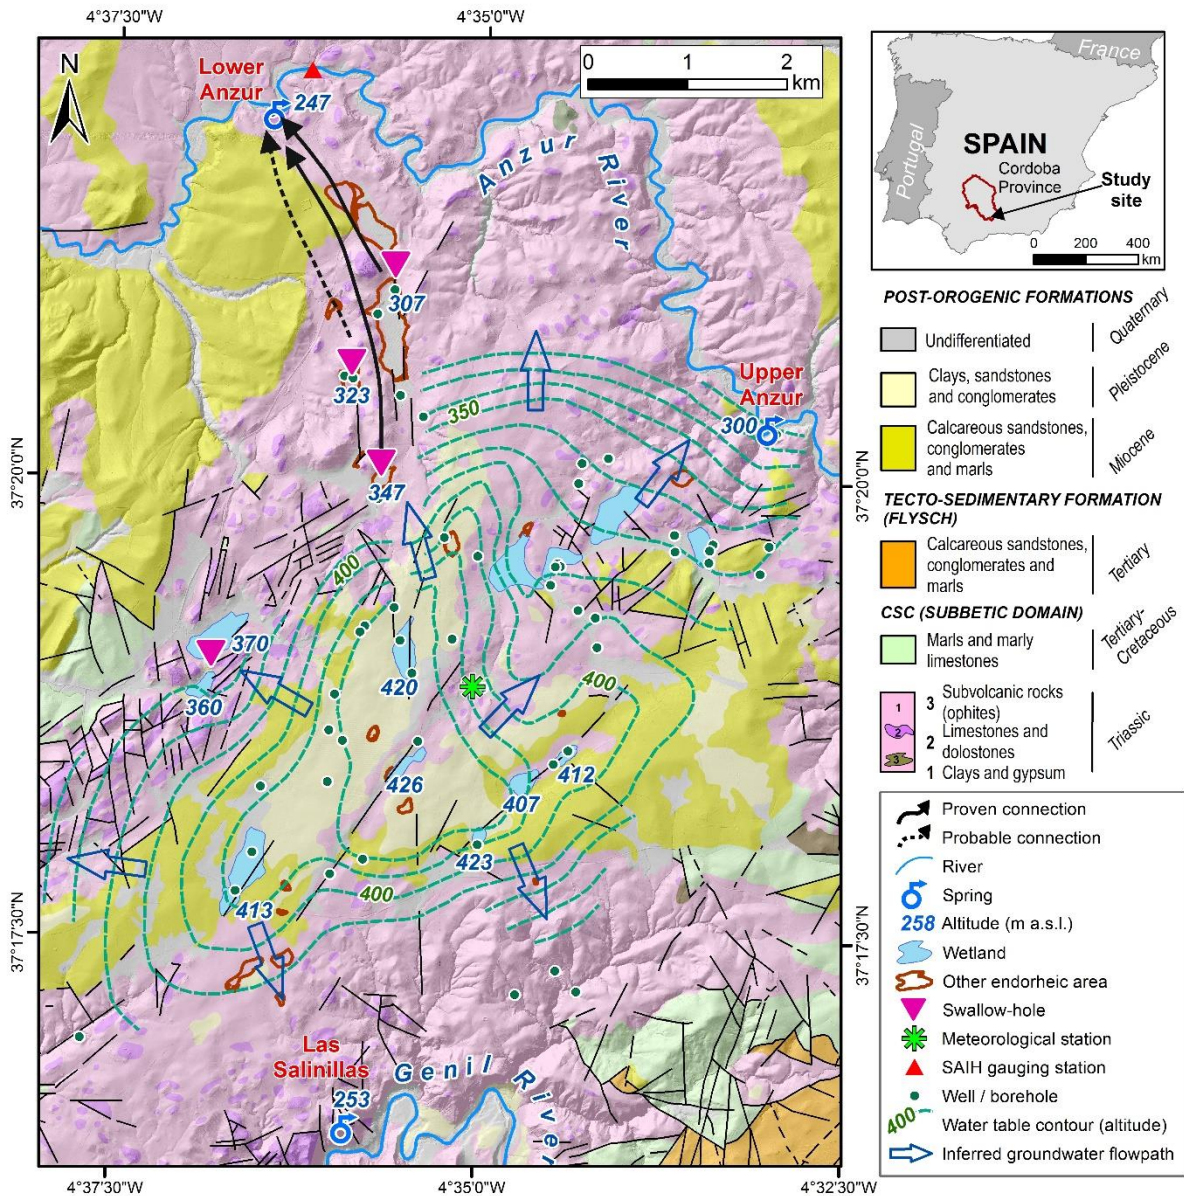 4°37'30"W
4°35'0"W
N
Lower
Anzur
247
0 1 2
km
Anzur River
307
323
Upper
Anzur
300
350
37°20'0"N
37°20'0"N
347
400
370
360
420
400
426
412
407
423
400
413
37°17'30"N
37°17'30"N
Las
Salinillas
253
Genil River
4°37'30"W
4°35'0"W
4°32'30"W
France
Portugal
SPAIN
Cordoba
Province
Study
site
0 200 400
km
POST-OROGENIC FORMATIONS
Undifferentiated
Quaternary
Clays, sandstones
and conglomerates
Pleistocene
Calcareous sandstones,
conglomerates
and marls
Miocene
TECTO-SEDIMENTARY FORMATION
(FLYSCH)
Calcareous sandstones,
conglomerates and
marls
Tertiary
CSC (SUBBETIC DOMAIN)
Marls and marly
limestones
Tertiary-
Cretaceous
1
2
3
3 Subvolcanic rocks
(ophites)
2 Limestones and
dolostones
1 Clays and gypsum
Triassic
Proven connection
Probable connection
River
Spring
258 Altitude (m a.s.l.)
Wetland
Other endorheic area
Swallow-hole
Meteorological station
SAIH gauging station
Well / borehole
400 Water table contour (altitude)
Inferred groundwater flowpath